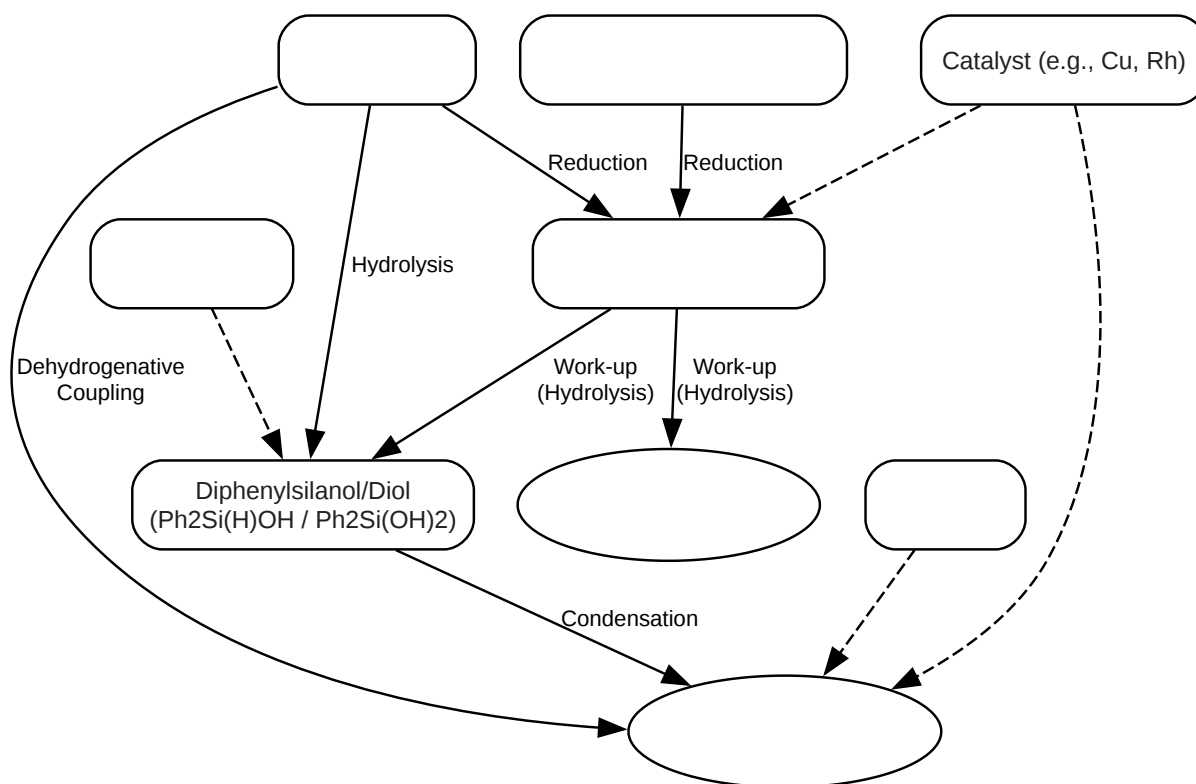 Catalyst (e.g., Cu, Rh)
Reduction
Reduction
Hydrolysis
Dehydrogenative
Coupling
Work-up
(Hydrolysis)
Work-up
(Hydrolysis)
Diphenylsilanol/Diol
(Ph2Si(H)OH / Ph2Si(OH)2)
Condensation